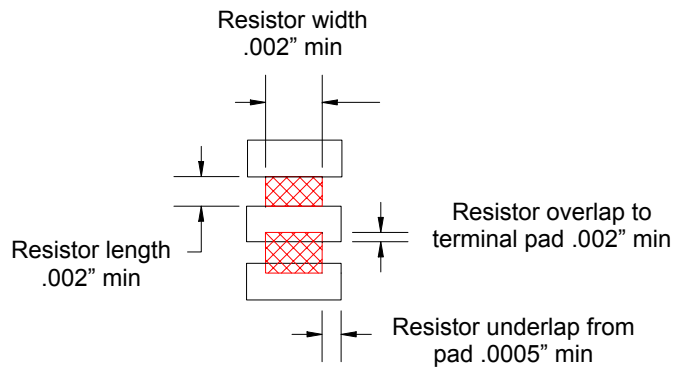 Resistor width
.002” min
Resistor length
.002” min
Resistor overlap to
terminal pad .002” min
Resistor underlap from
pad .0005” min